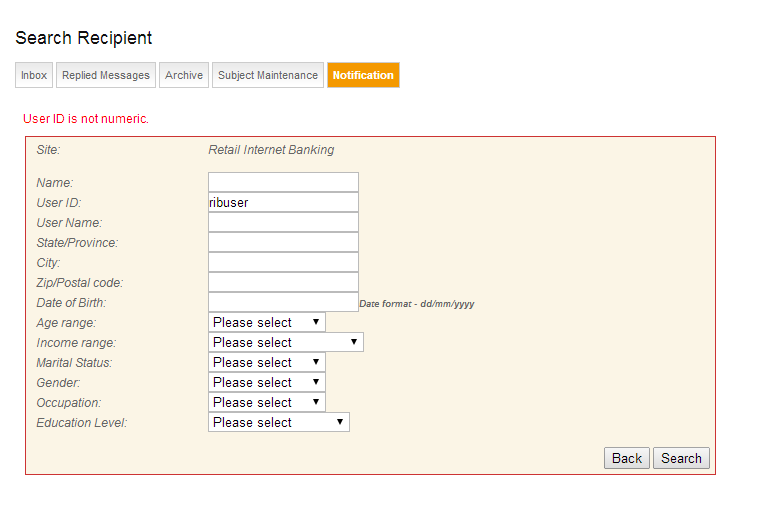 Search Recipient
Inbox Replied Messages Archive Subject Maintenance Notification
User ID is not numeric.
Site: Retail Internet Banking
Name:
User ID: ribuser
User Name:
State/Province:
City:
Zip/Postal code:
Date of Birth: Date format - dd/mm/yyyy
Age range: Please select
Income range: Please select
Marital Status: Please select
Gender: Please select
Occupation: Please select
Education Level: Please select
Back Search